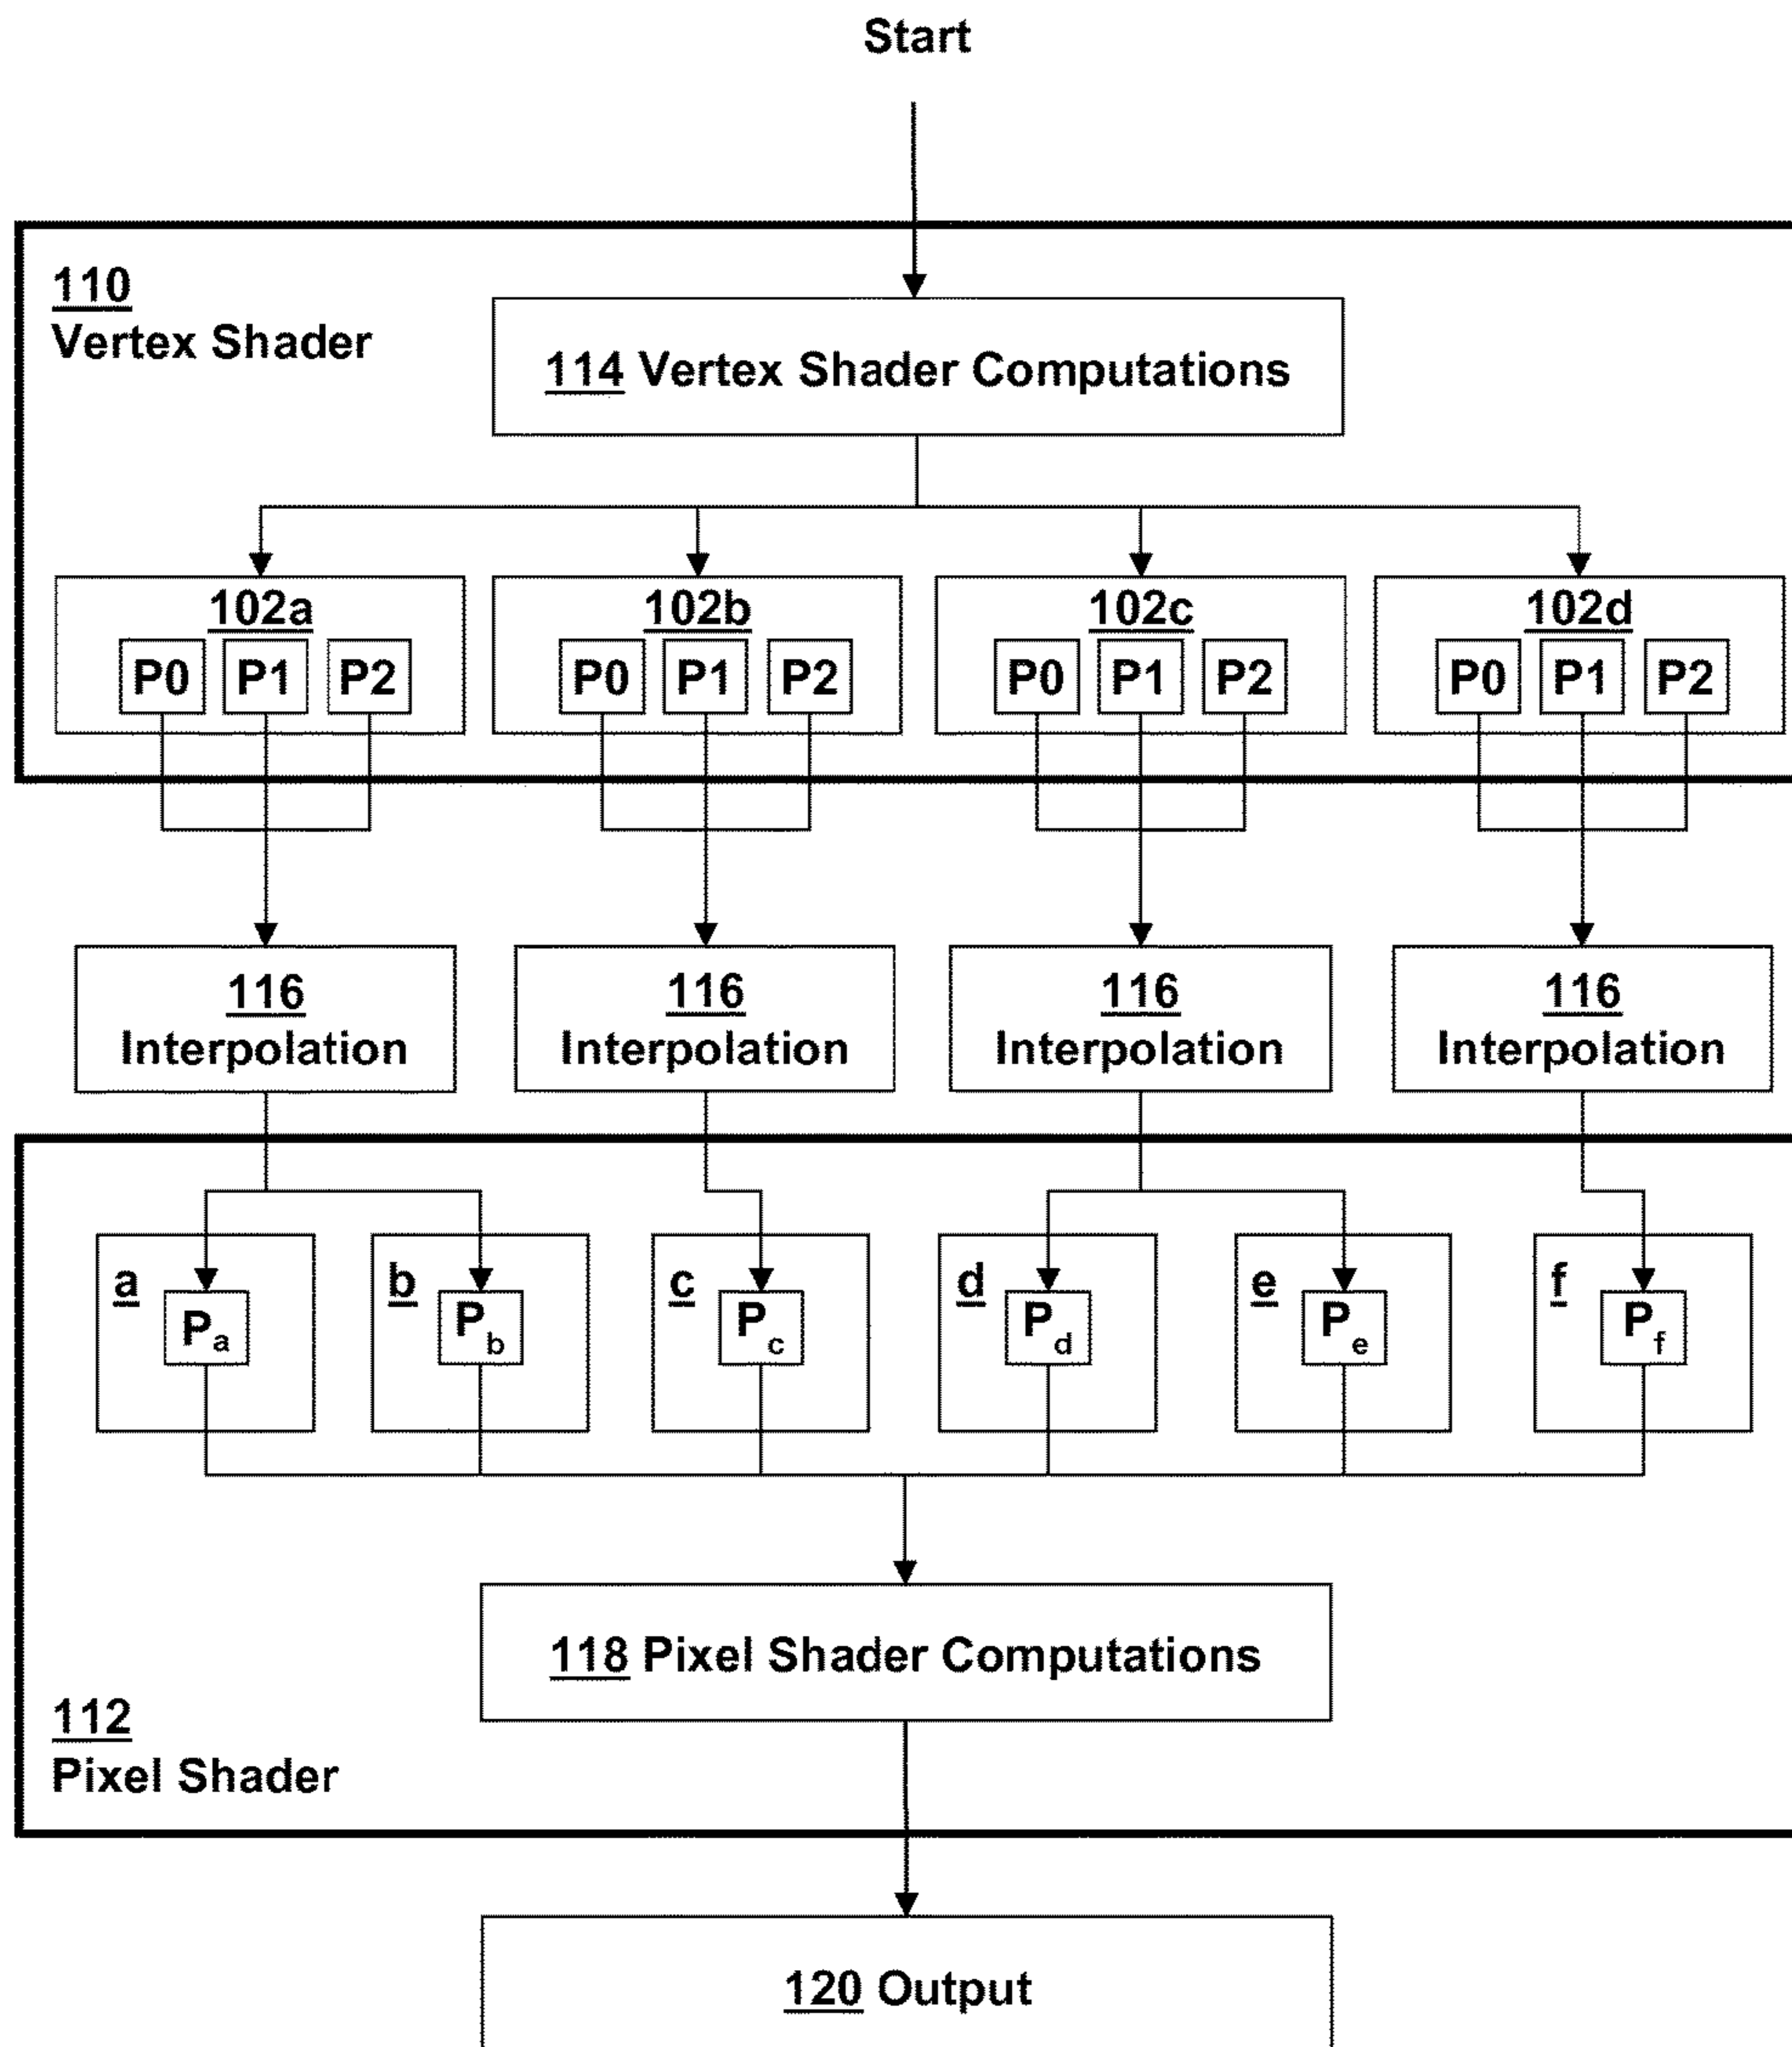 Start
110
Vertex Shader
114 Vertex Shader Computations
102a
102b
102c
102d
P0 P1 P2
P0 P1 P2
P0 P1 P2
P0 P1 P2
116
Interpolation
116
Interpolation
116
Interpolation
116
Interpolation
a
Pa
b
Pb
c
Pc
d
Pd
e
Pe
f
Pf
118 Pixel Shader Computations
112
Pixel Shader
120 Output